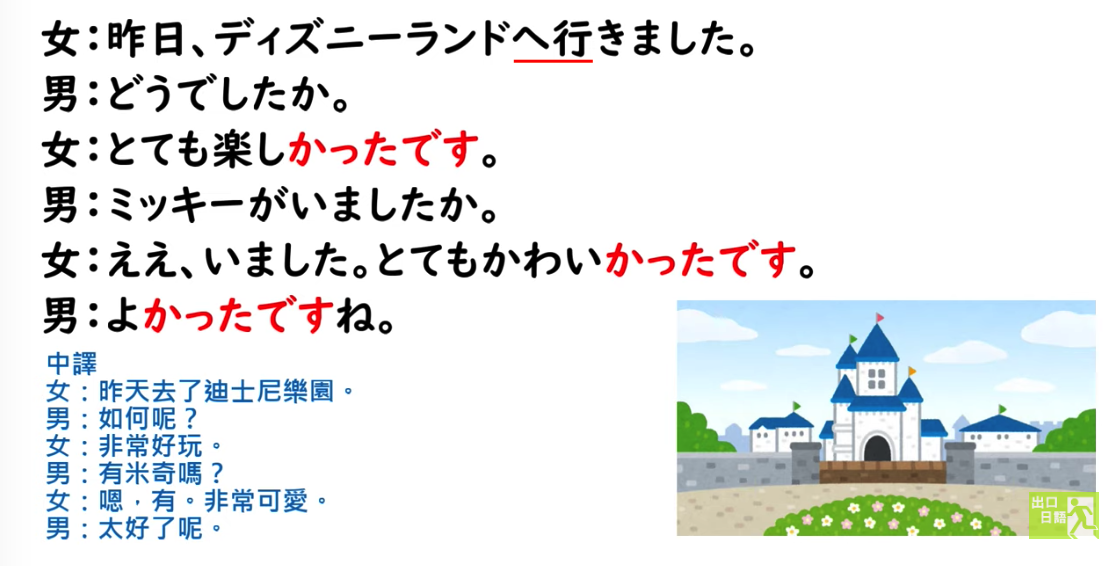 女：昨日、ディズニーランドへ行きました。
男：どうでしたか。
女：とても楽しかったです。
男：ミッキーがいましたか。
女：ええ、いました。とてもかわいかったです。
男：よかったですね。
中譯
女：昨天去了迪士尼樂園。
男：如何呢？
女：非常好玩。
男：有米奇嗎？
女：嗯，有。非常可愛。
男：太好了呢。
出口
日語